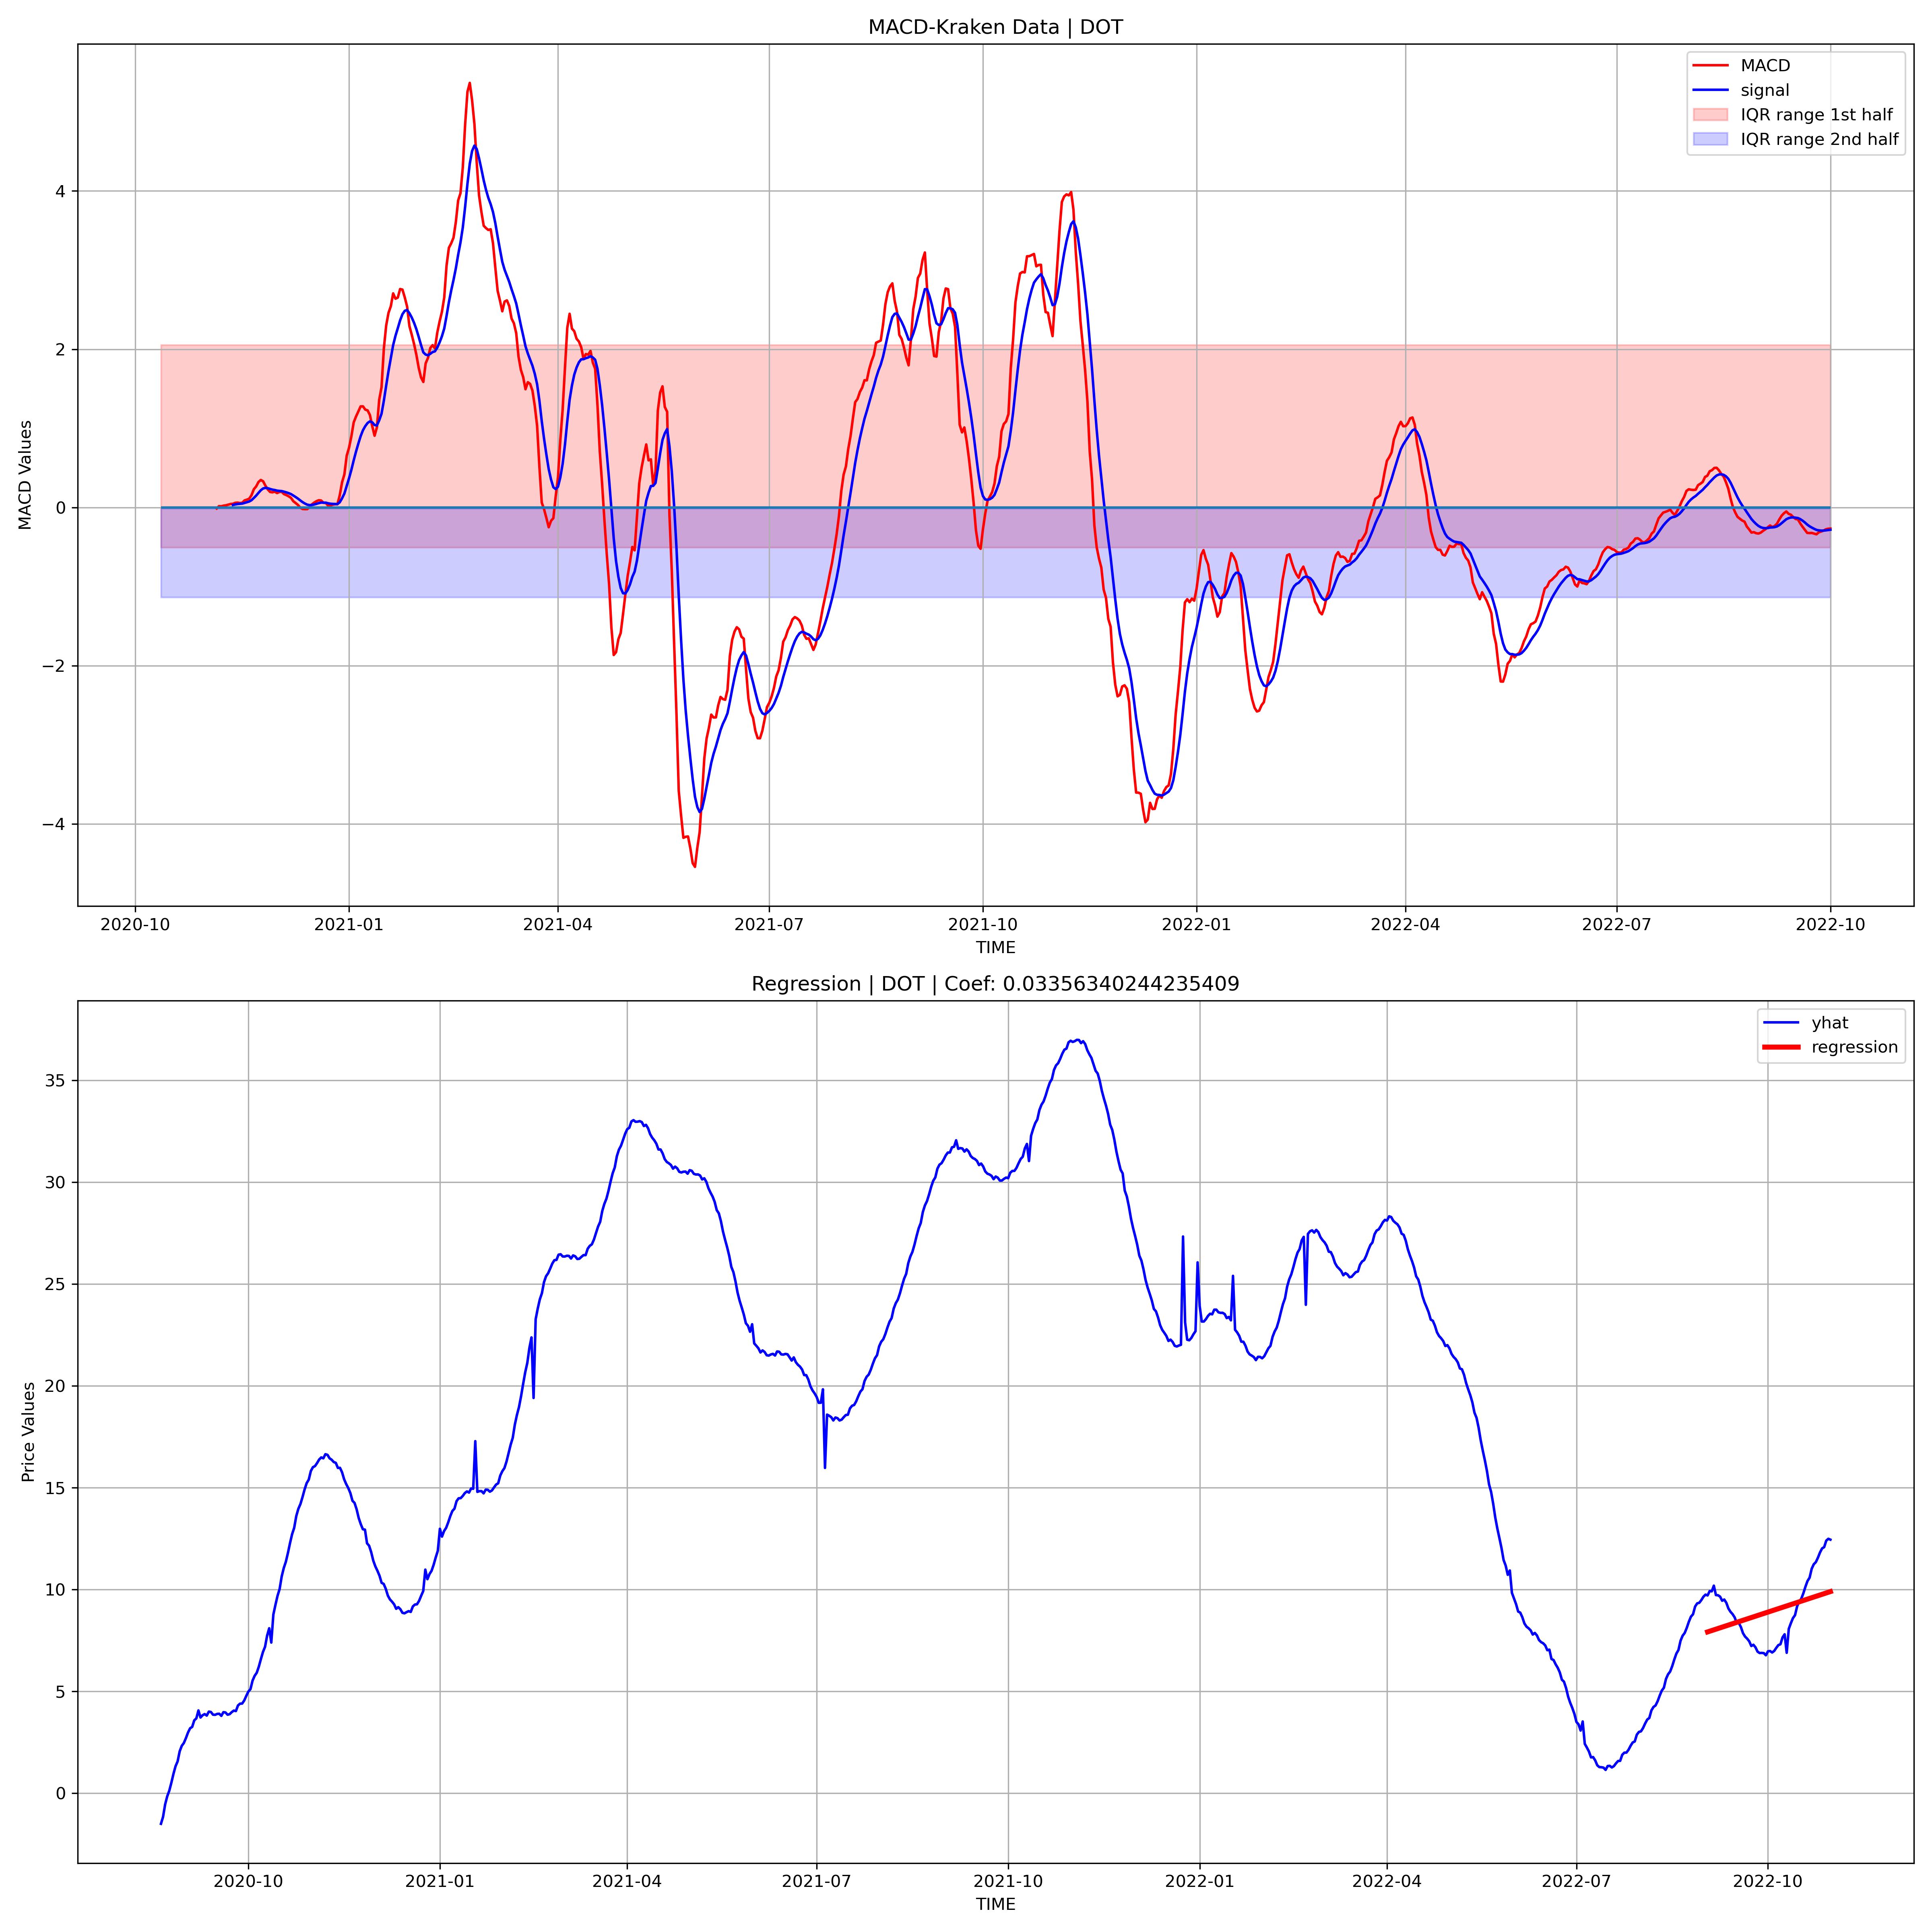 MACD-Kraken Data | DOT
MACD
signal
IQR range 1st half
IQR range 2nd half
MACD Values
4
2
0
−2
−4
2020-10 2021-01 2021-04 2021-07 2021-10 2022-01 2022-04 2022-07 2022-10
TIME
Regression | DOT | Coef: 0.03356340244235409
yhat
regression
Price Values
35
30
25
20
15
10
5
0
2020-10 2021-01 2021-04 2021-07 2021-10 2022-01 2022-04 2022-07 2022-10
TIME